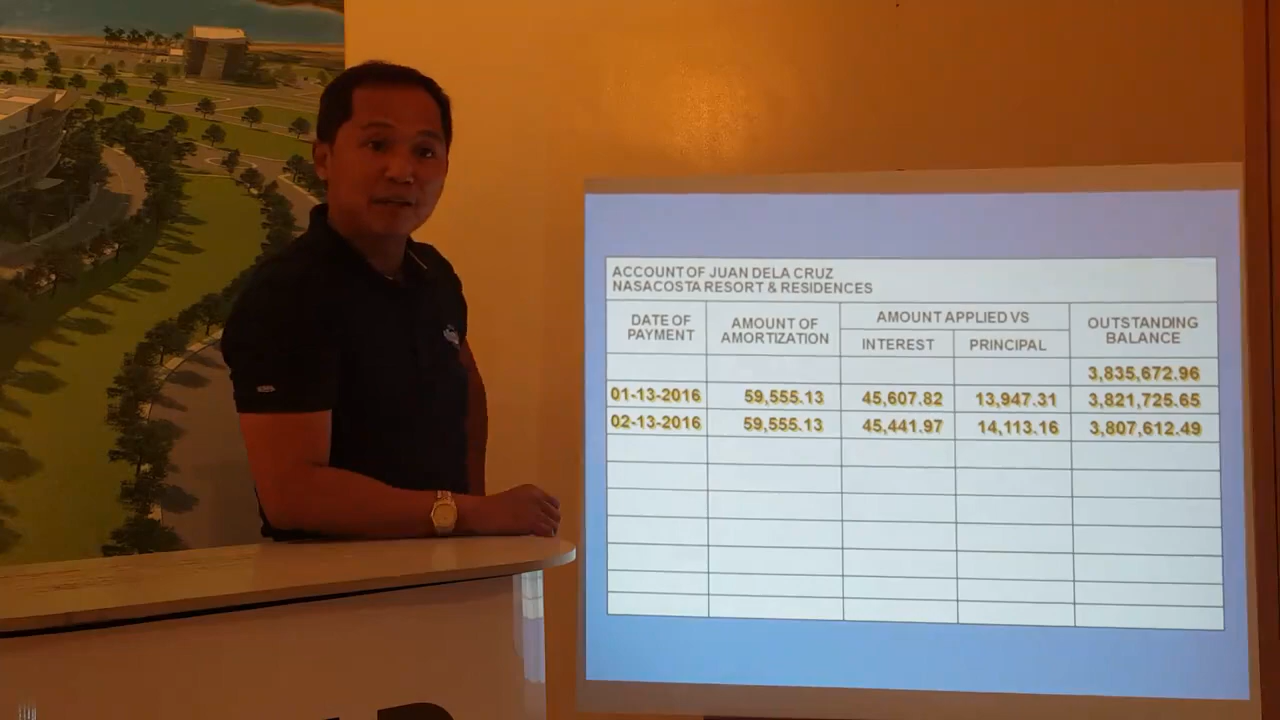 ACCOUNT OF JUAN DELA CRUZ
NASACOSTA RESORT & RESIDENCES
DATE OF PAYMENT AMOUNT OF AMORTIZATION AMOUNT APPLIED VS INTEREST PRINCIPAL OUTSTANDING BALANCE
3,835,672.96
01-13-2016 59,555.13 45,607.82 13,947.31 3,821,725.65
02-13-2016 59,555.13 45,441.97 14,113.16 3,807,612.49